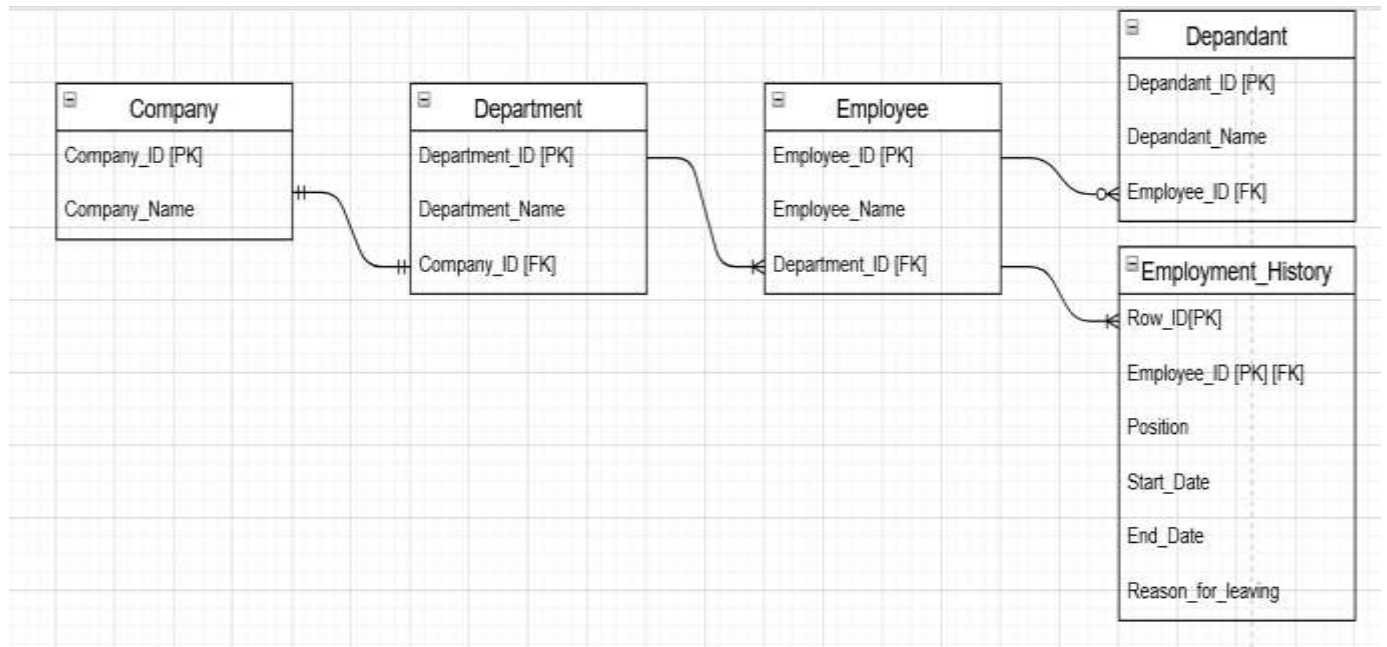 Company
Company_ID [PK]
Company_Name
Department
Department_ID [PK]
Department_Name
Company_ID [FK]
Employee
Employee_ID [PK]
Employee_Name
Department_ID [FK]
Depandant
Depandant_ID [PK]
Depandant_Name
Employee_ID [FK]
Employment_History
Row_ID[PK]
Employee_ID [PK] [FK]
Position
Start_Date
End_Date
Reason_for_leaving